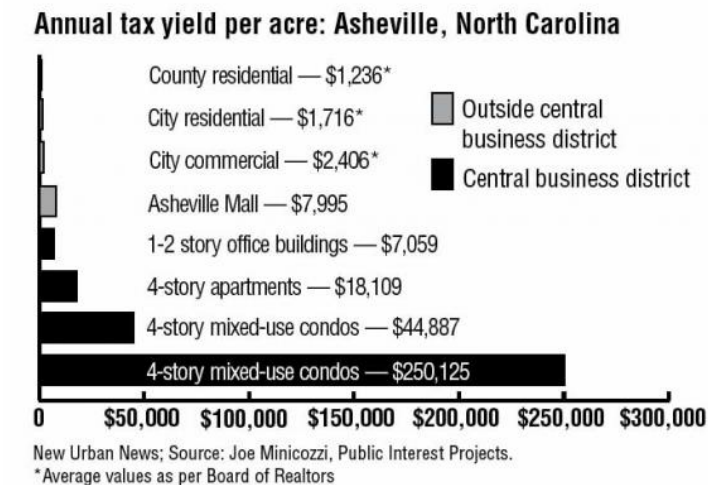 Annual tax yield per acre: Asheville, North Carolina
County residential — $1,236*
City residential — $1,716*
City commercial — $2,406*
Asheville Mall — $7,995
1-2 story office buildings — $7,059
4-story apartments — $18,109
4-story mixed-use condos — $44,887
4-story mixed-use condos — $250,125
Outside central
business district
Central business district
0 $50,000 $100,000 $150,000 $200,000 $250,000 $300,000
New Urban News; Source: Joe Minicozzi, Public Interest Projects.
*Average values as per Board of Realtors